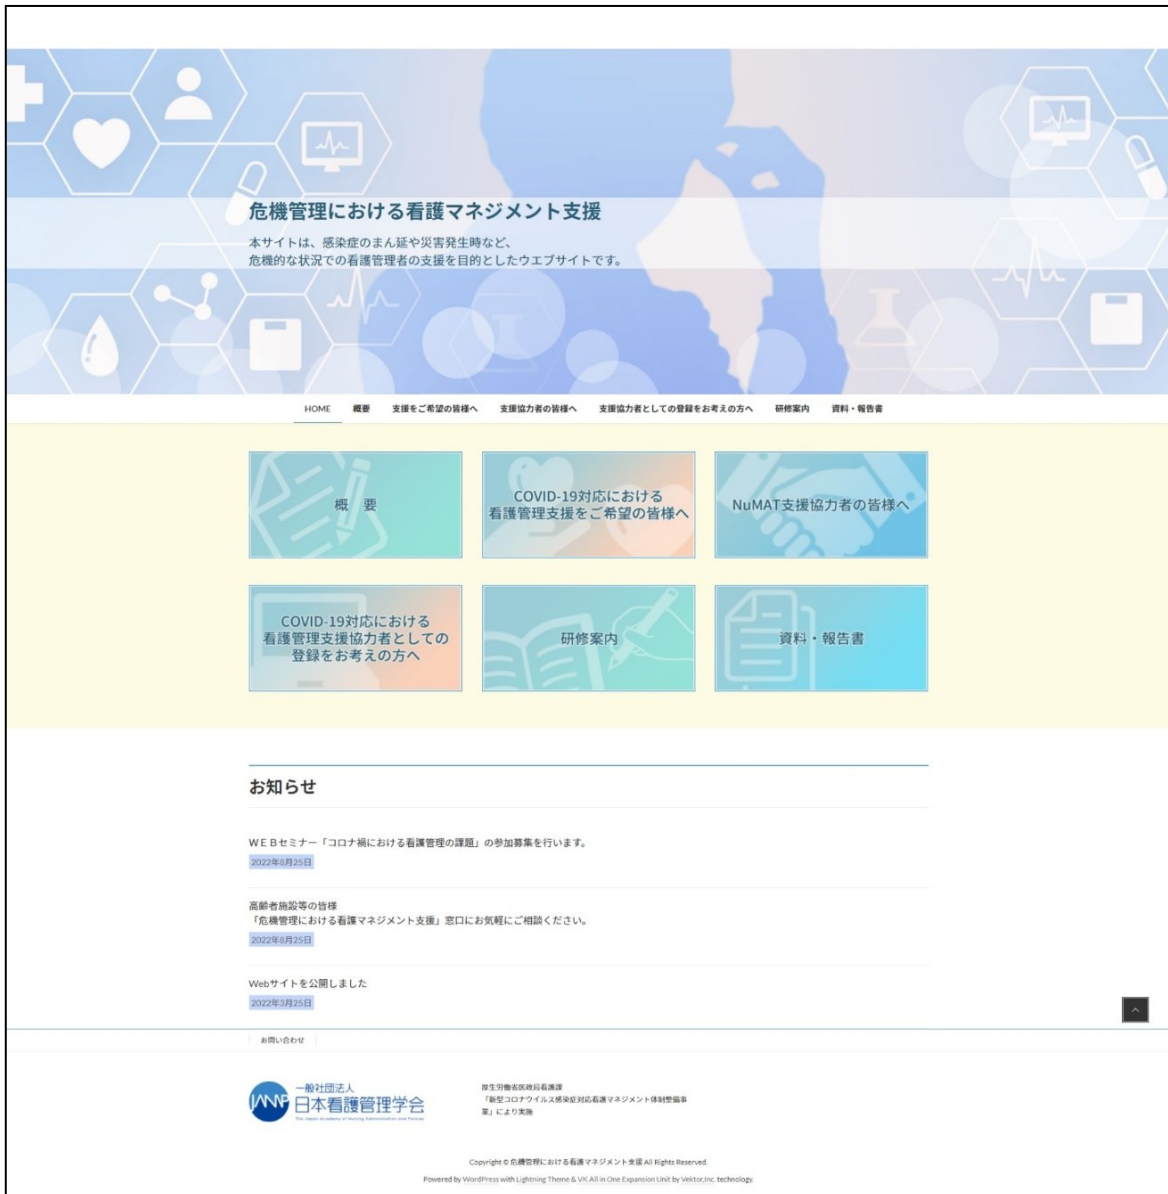 危機管理における看護マネジメント支援
本サイトは、感染症のまん延や災害発生時など、
危機的な状況での看護管理者の支援を目的としたウエブサイトです。
HOME 概要 支援をご希望の皆様へ 支援協力者の皆様へ 支援協力者としての登録をお考えの方へ 研修案内 資料・報告書
概 要
COVID-19対応における
看護管理支援をご希望の皆様へ
NuMAT支援協力者の皆様へ
COVID-19対応における
看護管理支援協力者としての
登録をお考えの方へ
研修案内
資料・報告書
お知らせ
ＷＥＢセミナー「コロナ禍における看護管理の課題」の参加募集を行います。
2022年8月25日
高齢者施設等の皆様
「危機管理における看護マネジメント支援」窓口にお気軽にご相談ください。
2022年8月25日
Webサイトを公開しました
2022年3月25日
お問い合わせ
JANAP
一般社団法人
日本看護管理学会
The Japan Academy of Nursing Administration and Policies
厚生労働省医政局看護課
「新型コロナウイルス感染症対応看護マネジメント体制整備事
業」により実施
Copyright © 危機管理における看護マネジメント支援 All Rights Reserved.
Powered by WordPress with Lightning Theme & VK All in One Expansion Unit by Vektor,Inc. technology.